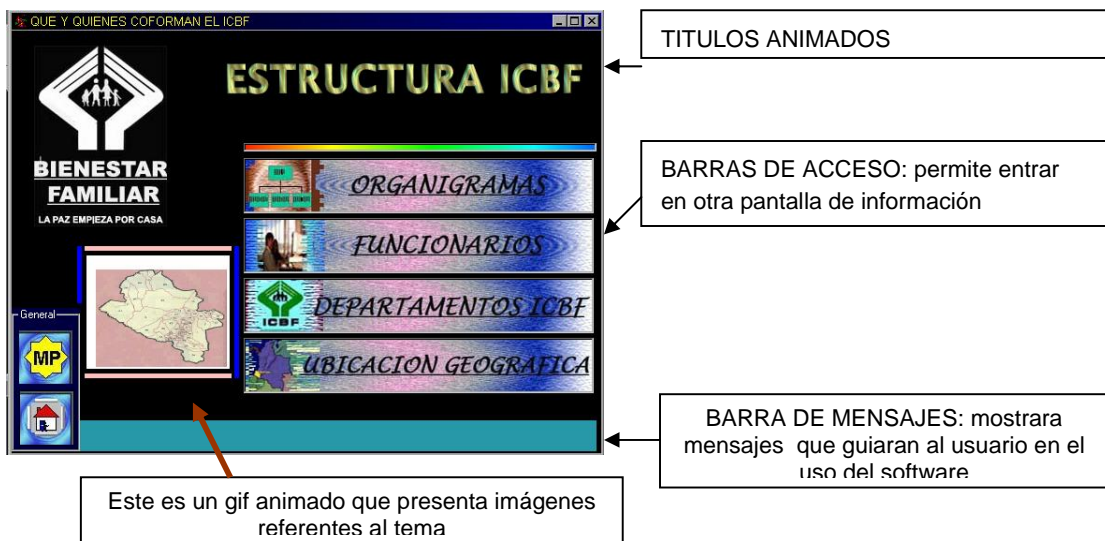 QUE Y QUIENES COFORMAN EL ICBF
TITULOS ANIMADOS
ESTRUCTURA ICBF
BIENESTAR
FAMILIAR
LA PAZ EMPIEZA POR CASA
ORGANIGRAMAS
FUNCIONARIOS
ICBF
DEPARTAMENTOS ICBF
UBICACION GEOGRAFICA
BARRAS DE ACCESO: permite entrar
en otra pantalla de información
General
MP
BARRA DE MENSAJES: mostrara
mensajes que guiaran al usuario en el
uso del software
Este es un gif animado que presenta imágenes
referentes al tema